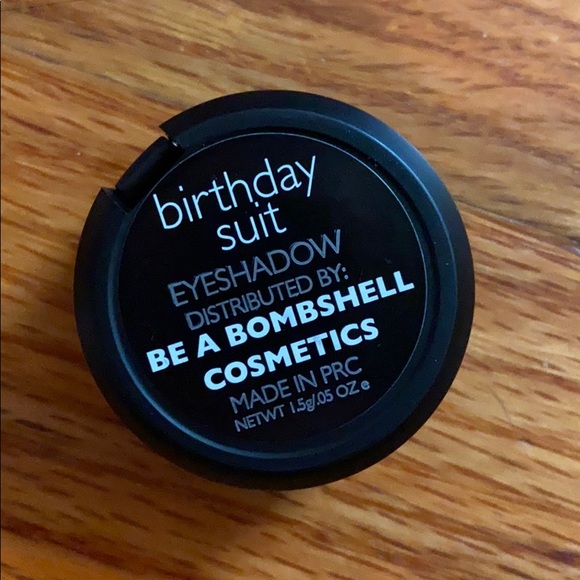 birthday
suit
EYESHADOW
DISTRIBUTED BY:
BE A BOMBSHELL
COSMETICS
MADE IN PRC
NETWT 1.5g/.05 OZ e